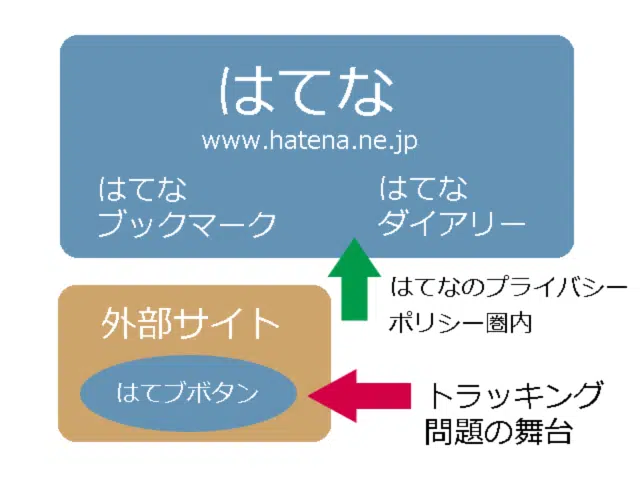 はてな
www.hatena.ne.jp
はてな
ブックマーク
はてな
ダイアリー
はてなのプライバシー
ポリシー圏内
外部サイト
はてブボタン
トラッキング
問題の舞台